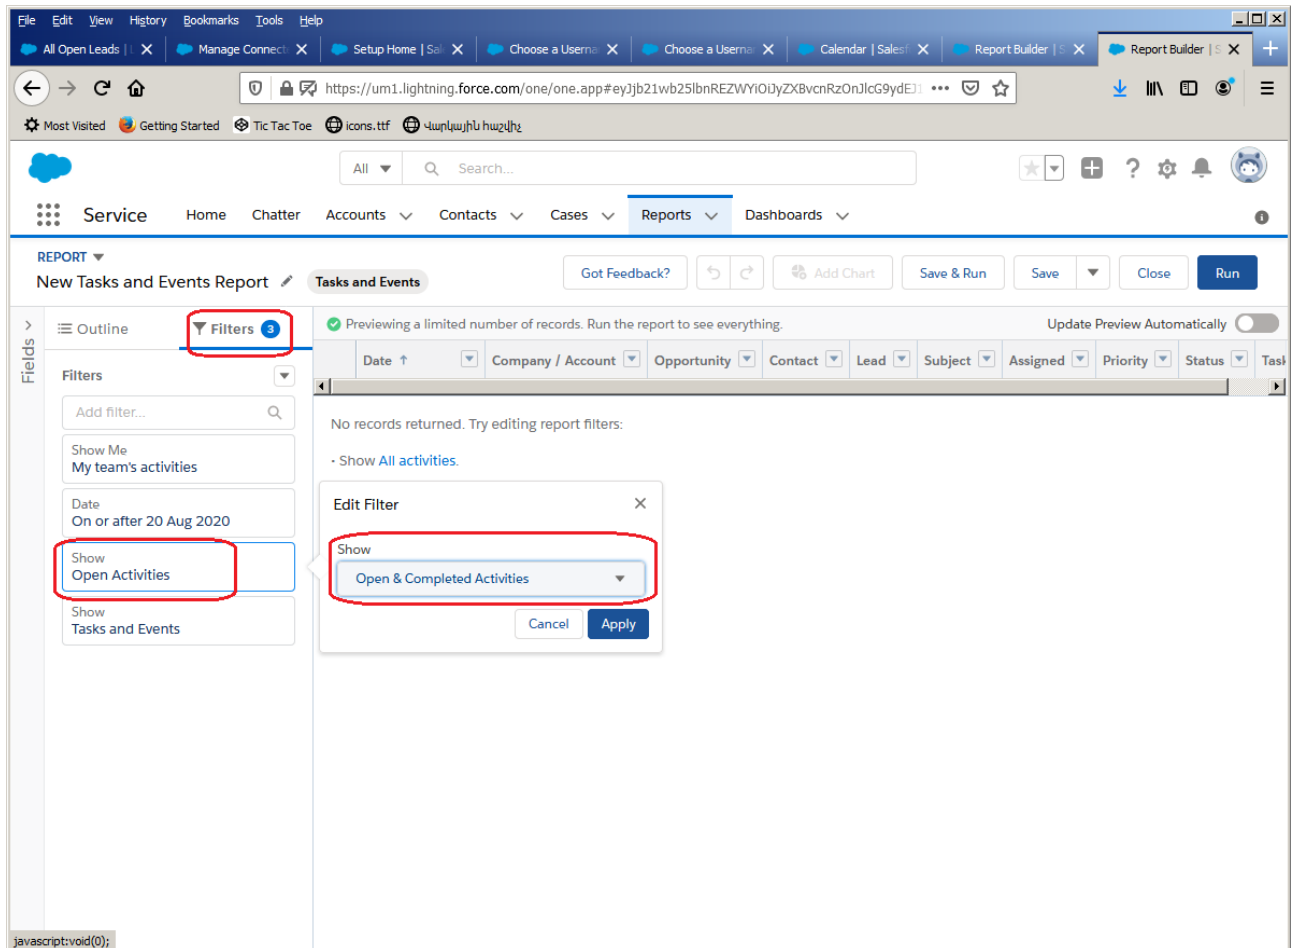 File Edit View History Bookmarks Tools Help
All Open Leads | L Manage Connect Setup Home | Sal Choose a Userna Choose a Userna Calendar | Salesf Report Builder | S Report Builder | S
https://um1.lightning.force.com/one/one.app#eyJjb21wb25lbnREZWYiOiJyZXBvcnRzOnJlcG9ydEJ1
Most Visited Getting Started Tic Tac Toe icons.ttf Վարկային հաշվիչ
All Search...
Service Home Chatter Accounts Contacts Cases Reports Dashboards
REPORT
New Tasks and Events Report Tasks and Events Got Feedback? Add Chart Save & Run Save Close Run
Fields
Outline Filters 3
Previewing a limited number of records. Run the report to see everything. Update Preview Automatically
Date ↑ Company / Account Opportunity Contact Lead Subject Assigned Priority Status Task
Filters
Add filter...
Show Me
My team's activities
Date
On or after 20 Aug 2020
Show
Open Activities
Show
Tasks and Events
No records returned. Try editing report filters:
· Show All activities.
Edit Filter
Show
Open & Completed Activities
Cancel Apply
javascript:void(0);